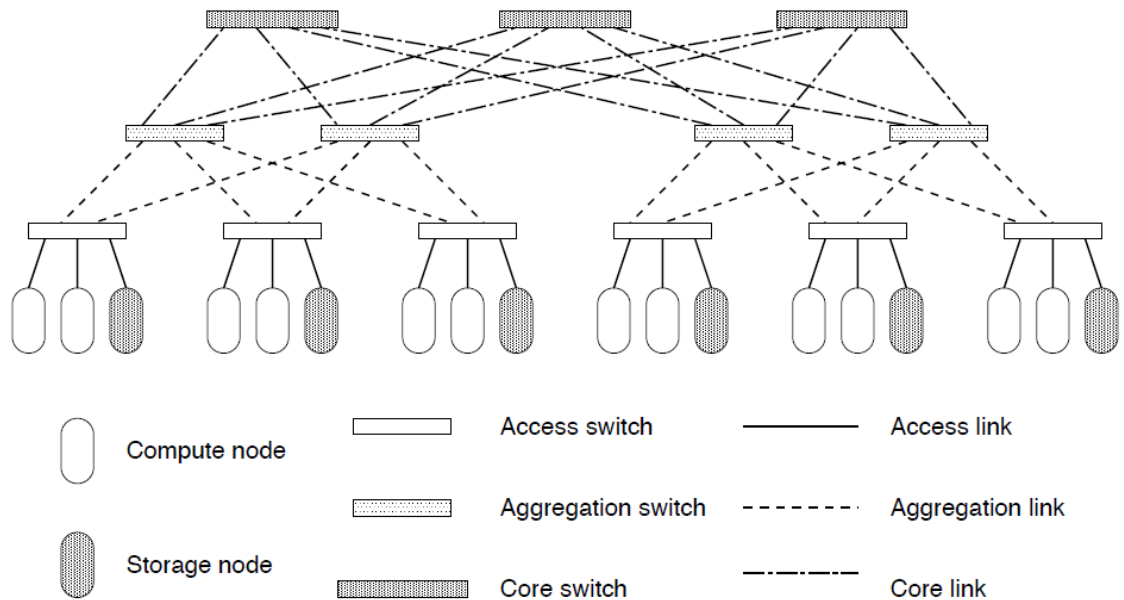 Compute node
Access switch
Access link
Aggregation switch
Aggregation link
Storage node
Core switch
Core link